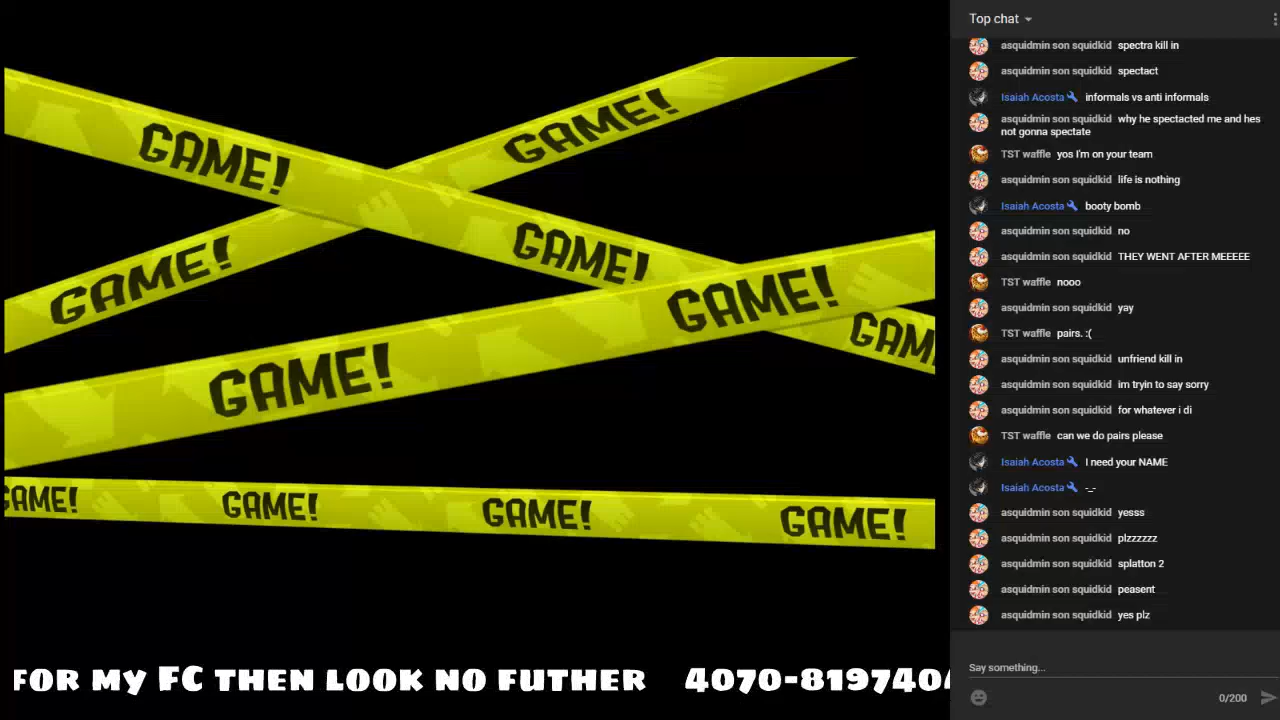 GAME!
GAME!
GAME!
GAME!
GAME!
GAME!
GAME!
GAME!
GAME!
GAME!
FOR MY FC THEN LOOK NO FUTHER 4070-819740
Top chat
asquidmin son squidkid spectra kill in
asquidmin son squidkid spectact
Isaiah Acosta informals vs anti informals
asquidmin son squidkid why he spectacted me and hes
not gonna spectate
TST waffle yos I'm on your team
asquidmin son squidkid life is nothing
Isaiah Acosta booty bomb
asquidmin son squidkid no
asquidmin son squidkid THEY WENT AFTER MEEEEE
TST waffle nooo
asquidmin son squidkid yay
TST waffle pairs. :(
asquidmin son squidkid unfriend kill in
asquidmin son squidkid im tryin to say sorry
asquidmin son squidkid for whatever i di
TST waffle can we do pairs please
Isaiah Acosta I need your NAME
Isaiah Acosta -_-
asquidmin son squidkid yesss
asquidmin son squidkid plzzzzzz
asquidmin son squidkid splatton 2
asquidmin son squidkid peasent
asquidmin son squidkid yes plz
Say something...
0/200